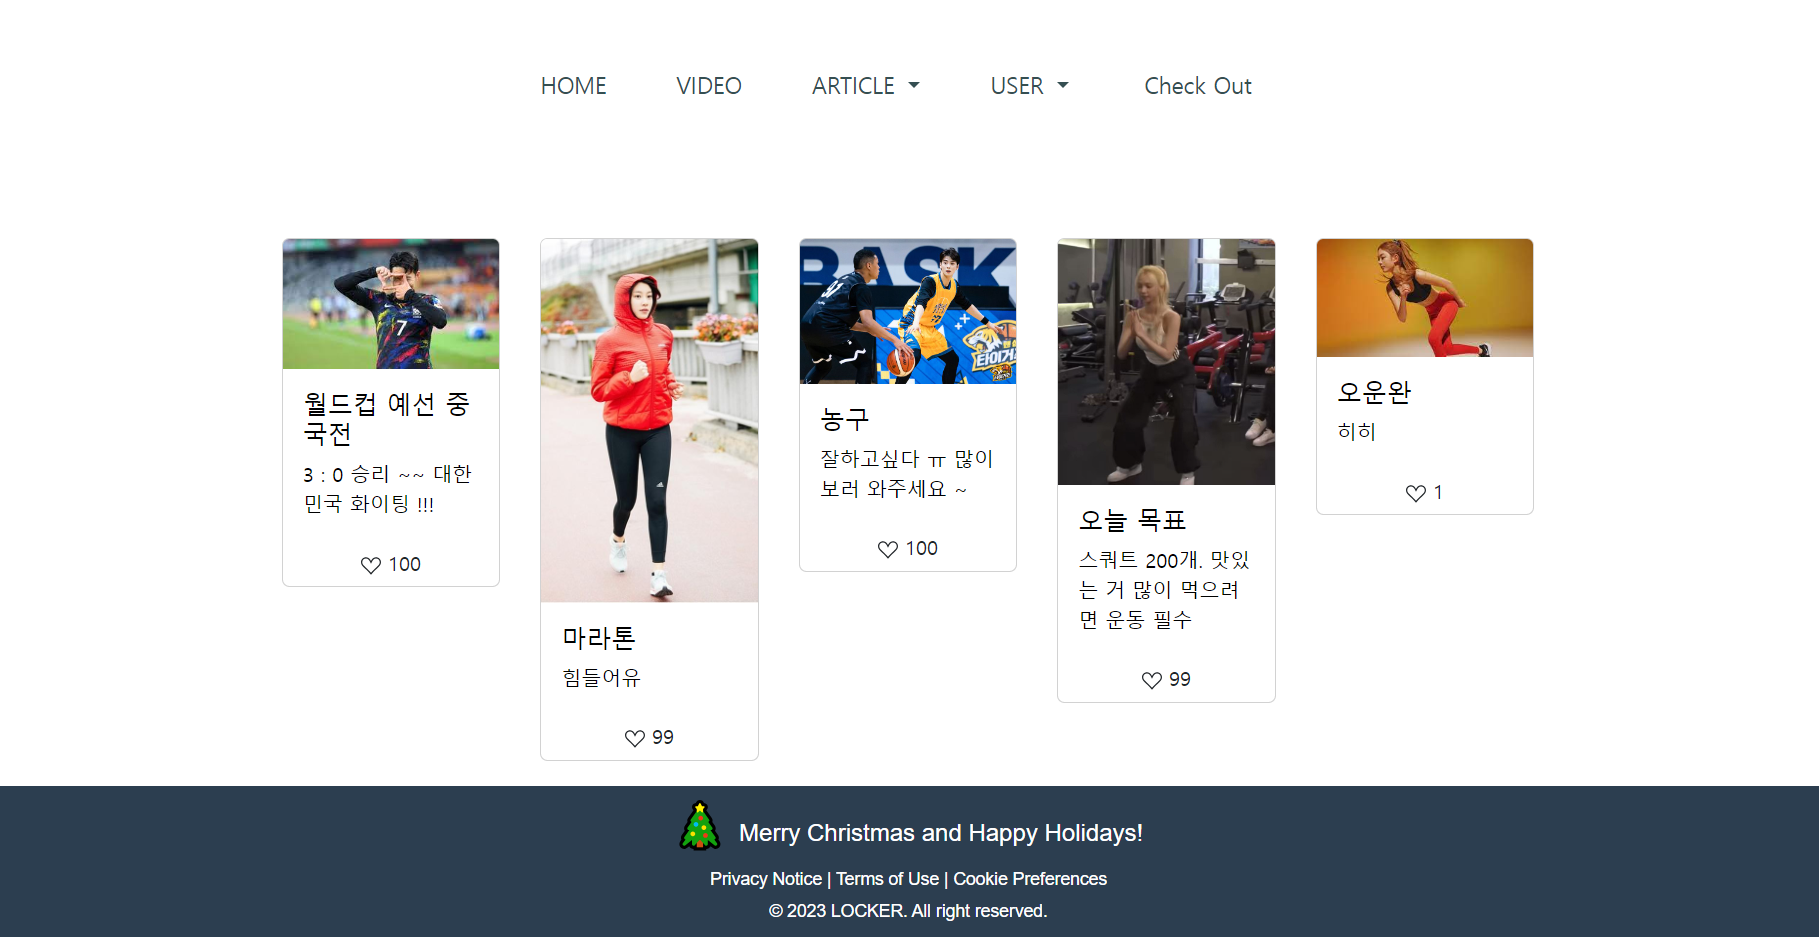 HOME VIDEO ARTICLE USER Check Out
7
월드컵 예선 중
국전
3 : 0 승리 ~~ 대한
민국 화이팅 !!!
100
마라톤
힘들어유
99
BASK
타이거
농구
잘하고싶다 ㅠ 많이
보러 와주세요 ~
100
오늘 목표
스쿼트 200개. 맛있
는 거 많이 먹으려
면 운동 필수
99
오운완
히히
1
Merry Christmas and Happy Holidays!
Privacy Notice | Terms of Use | Cookie Preferences
© 2023 LOCKER. All right reserved.